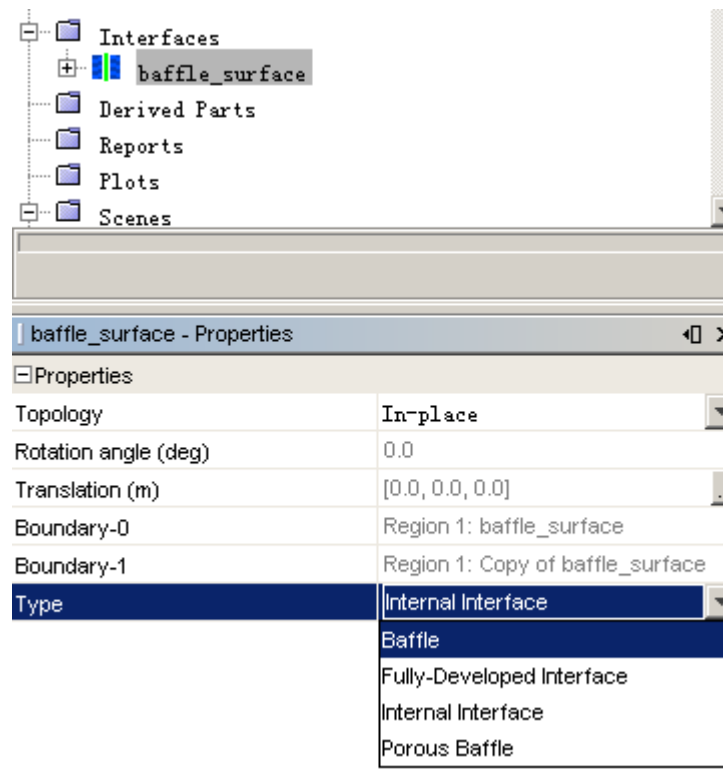 Interfaces
baffle_surface
Derived Parts
Reports
Plots
Scenes
baffle_surface - Properties
Properties
Topology In-place
Rotation angle (deg) 0.0
Translation (m) [0.0, 0.0, 0.0]
Boundary-0 Region 1: baffle_surface
Boundary-1 Region 1: Copy of baffle_surface
Type Internal Interface
Baffle
Fully-Developed Interface
Internal Interface
Porous Baffle